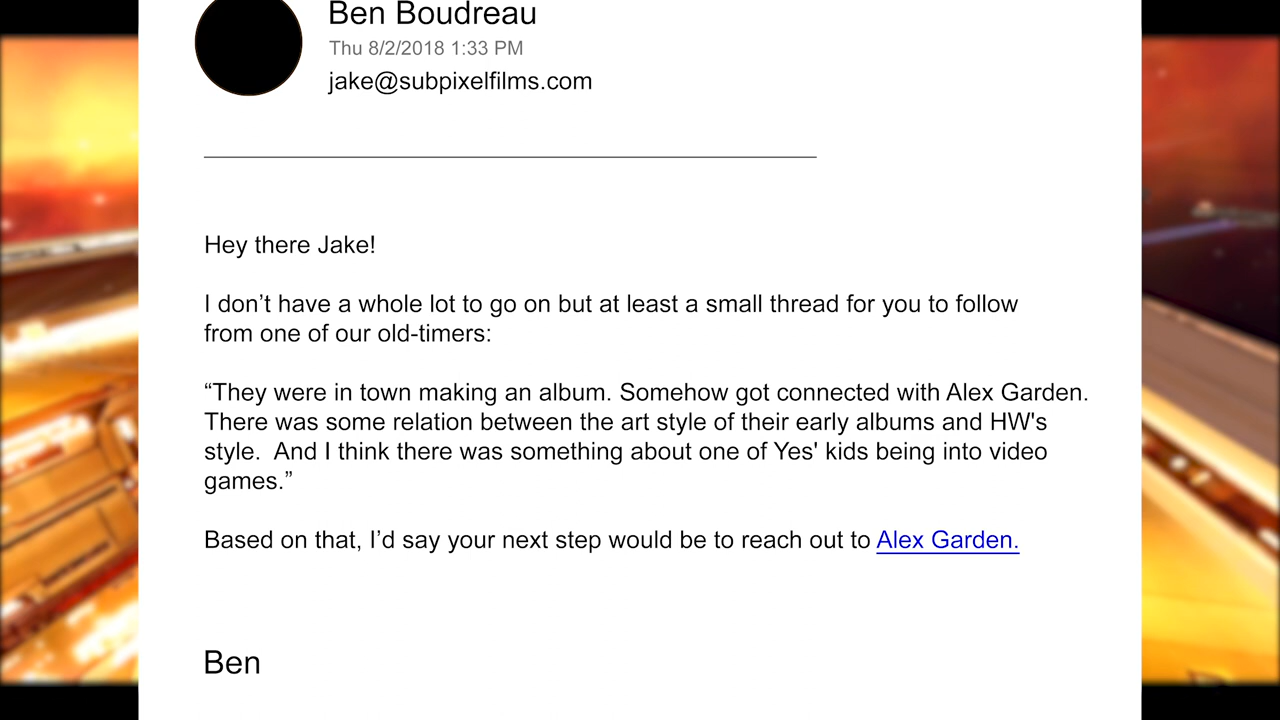 Ben Boudreau
Thu 8/2/2018 1:33 PM
jake@subpixelfilms.com
Hey there Jake!
I don’t have a whole lot to go on but at least a small thread for you to follow
from one of our old-timers:
“They were in town making an album. Somehow got connected with Alex Garden.
There was some relation between the art style of their early albums and HW's
style.  And I think there was something about one of Yes' kids being into video
games.”
Based on that, I’d say your next step would be to reach out to Alex Garden.
Ben